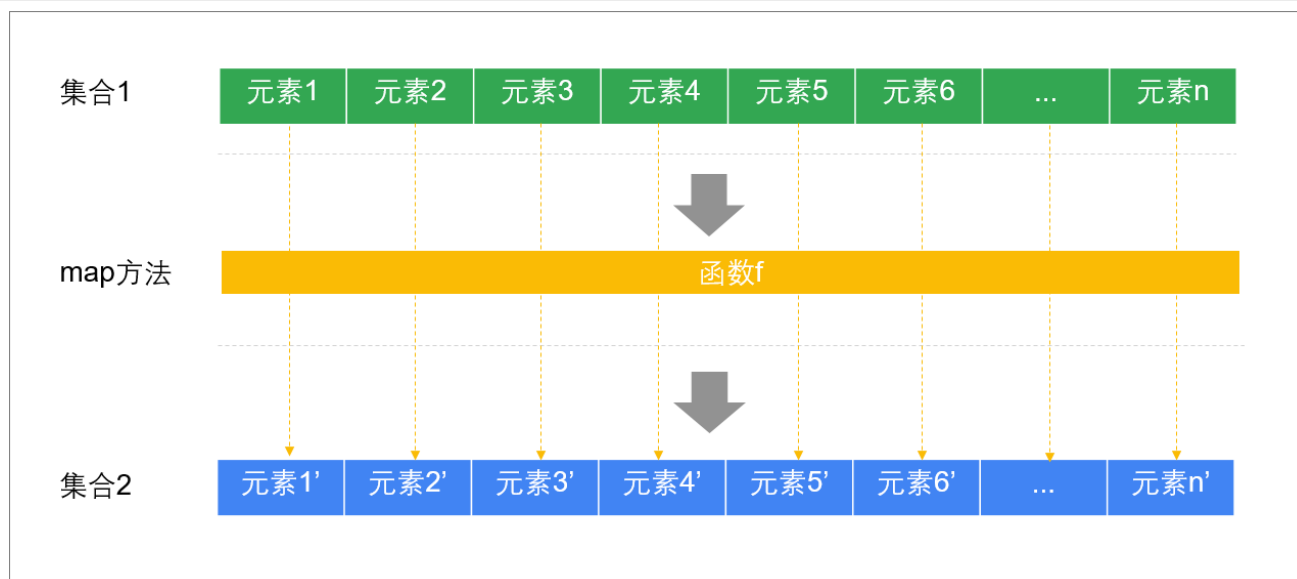 集合1 元素1 元素2 元素3 元素4 元素5 元素6 ... 元素n
map方法 函数f
集合2 元素1’ 元素2’ 元素3’ 元素4’ 元素5’ 元素6’ ... 元素n’